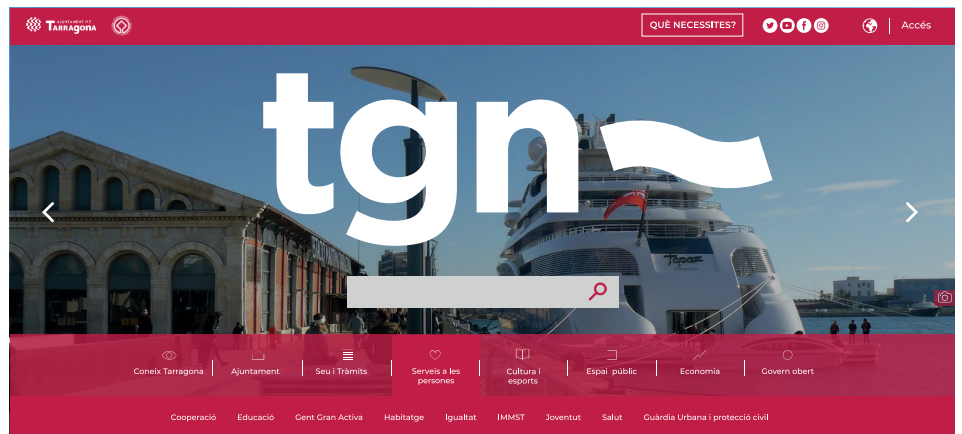 AJUNTAMENT DE
TARRAGONA
QUÈ NECESSITES?
Accés
tgn
Topaz
Coneix Tarragona
Ajuntament
Seu i Tràmits
Serveis a les
persones
Cultura i
esports
Espai públic
Economia
Govern obert
Cooperació
Educació
Gent Gran Activa
Habitatge
Igualtat
IMMST
Joventut
Salut
Guàrdia Urbana i protecció civil